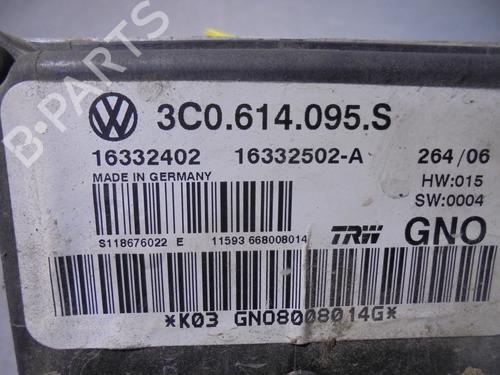 3C0.614.095.S
16332402 16332502-A 264/06
MADE IN GERMANY HW:015
SW:0004
S118676022 E 11593 668008014 TRW GNO
*K03 GNO8008014G*
B-PARTS